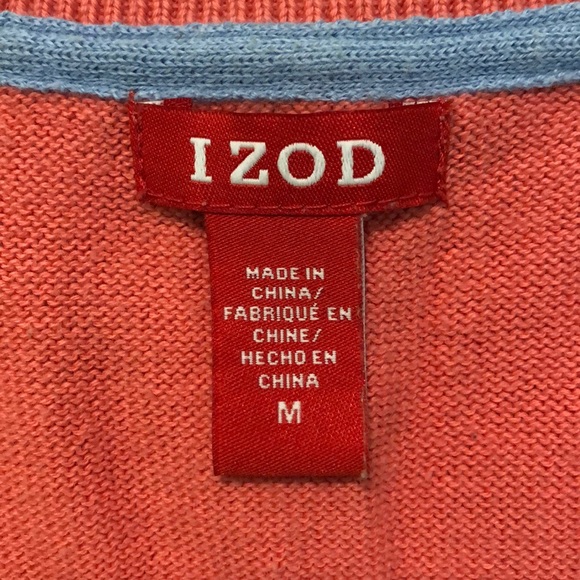 IZOD
MADE IN
CHINA/
FABRIQUÉ EN
CHINE/
HECHO EN
CHINA
M